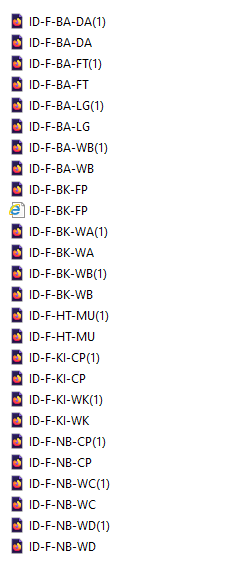 ID-F-BA-DA(1)
ID-F-BA-DA
ID-F-BA-FT(1)
ID-F-BA-FT
ID-F-BA-LG(1)
ID-F-BA-LG
ID-F-BA-WB(1)
ID-F-BA-WB
ID-F-BK-FP
ID-F-BK-FP
ID-F-BK-WA(1)
ID-F-BK-WA
ID-F-BK-WB(1)
ID-F-BK-WB
ID-F-HT-MU(1)
ID-F-HT-MU
ID-F-KI-CP(1)
ID-F-KI-CP
ID-F-KI-WK(1)
ID-F-KI-WK
ID-F-NB-CP(1)
ID-F-NB-CP
ID-F-NB-WC(1)
ID-F-NB-WC
ID-F-NB-WD(1)
ID-F-NB-WD